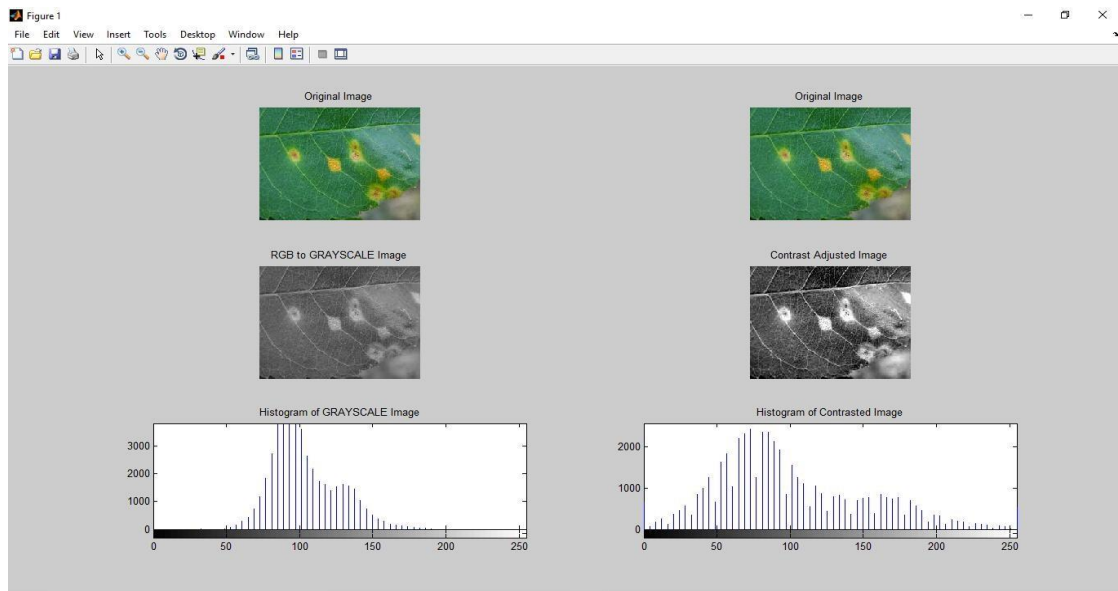 Figure 1
File Edit View Insert Tools Desktop Window Help
Original Image
Original Image
RGB to GRAYSCALE Image
Contrast Adjusted Image
Histogram of GRAYSCALE Image
3000
2000
1000
0
0 50 100 150 200 250
Histogram of Contrasted Image
2000
1000
0
0 50 100 150 200 250